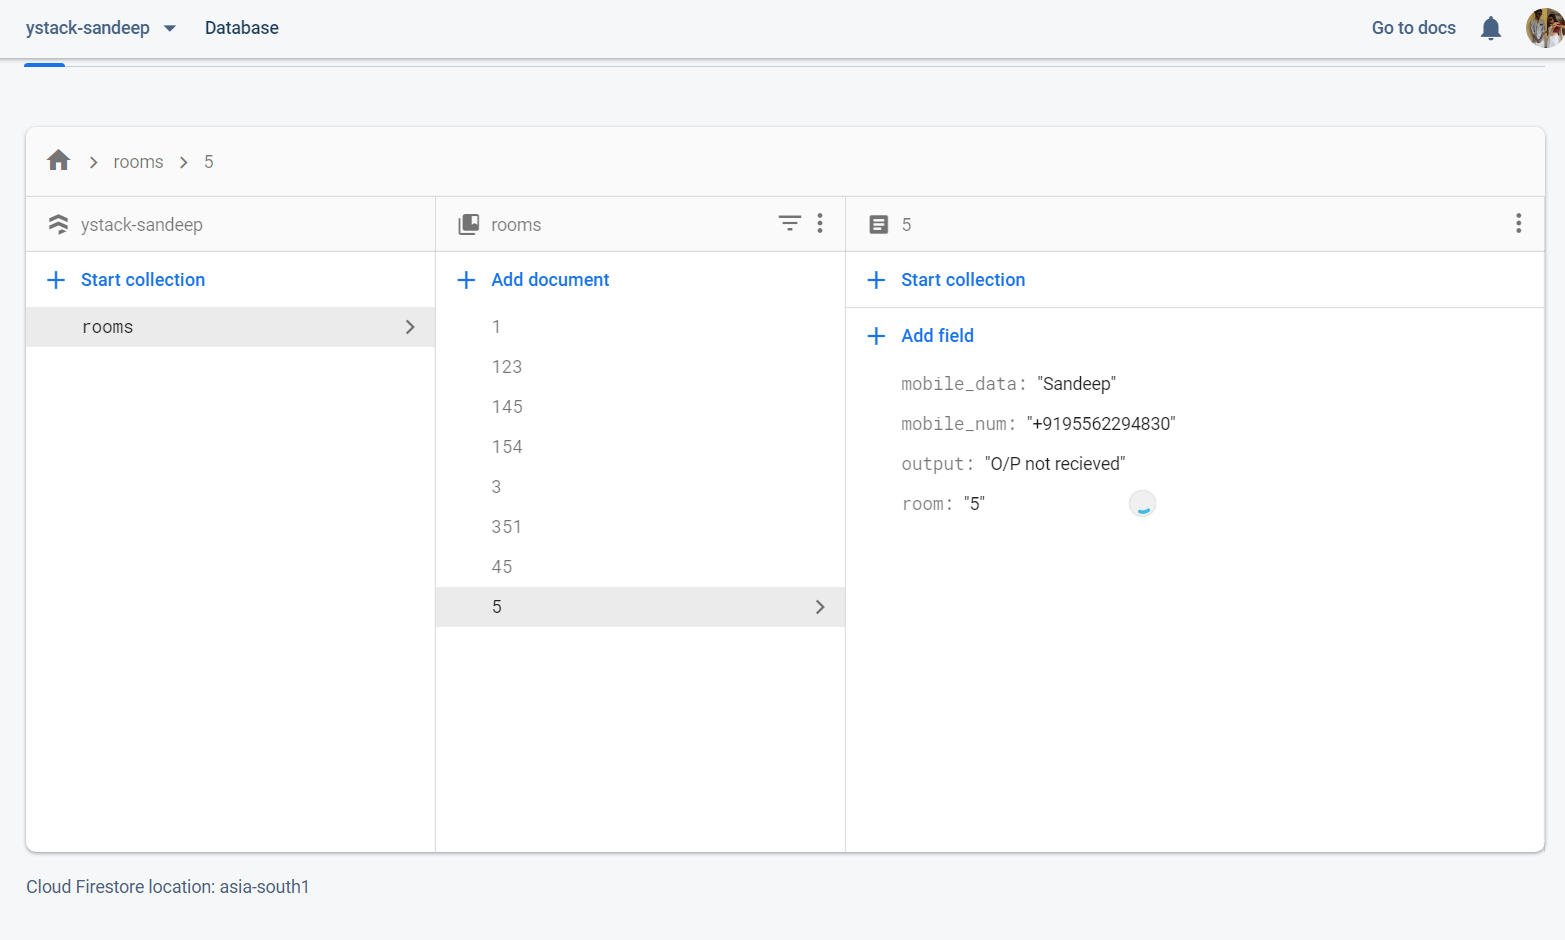 ystack-sandeep Database Go to docs
rooms 5
ystack-sandeep
Start collection
rooms
rooms
Add document
1
123
145
154
3
351
45
5
5
Start collection
Add field
mobile_data: "Sandeep"
mobile_num: "+9195562294830"
output: "O/P not recieved"
room: "5"
Cloud Firestore location: asia-south1